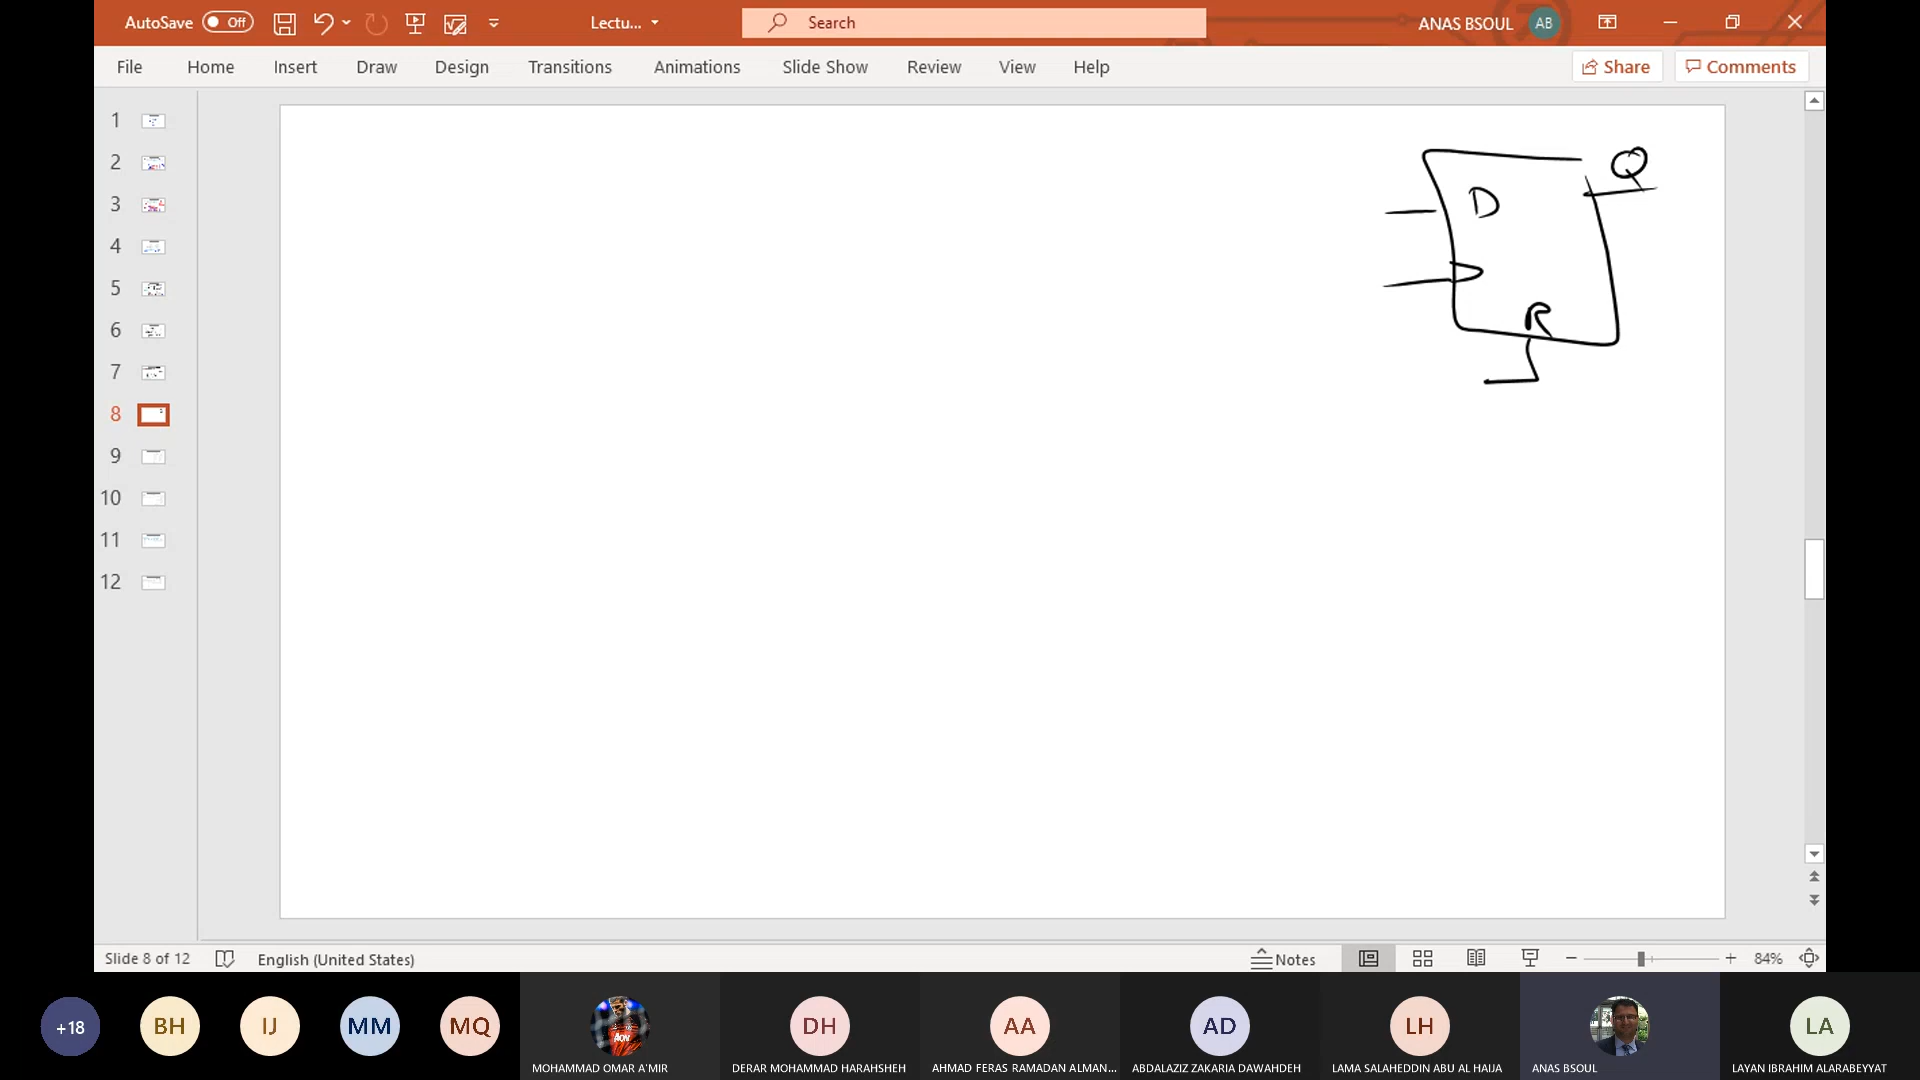 AutoSave Off Lectu... Search ANAS BSOUL AB
File Home Insert Draw Design Transitions Animations Slide Show Review View Help Share Comments
1
2
3
4
5
6
7
8
9
10
11
12
Q
D
R
Slide 8 of 12 English (United States) Notes 84%
+18 BH IJ MM MQ DH AA AD LH LA
MOHAMMAD OMAR A'MIR DERAR MOHAMMAD HARAHSHEH AHMAD FERAS RAMADAN ALMAN... ABDALAZIZ ZAKARIA DAWAHDEH LAMA SALAHEDDIN ABU AL HAIJA ANAS BSOUL LAYAN IBRAHIM ALARABEYYAT